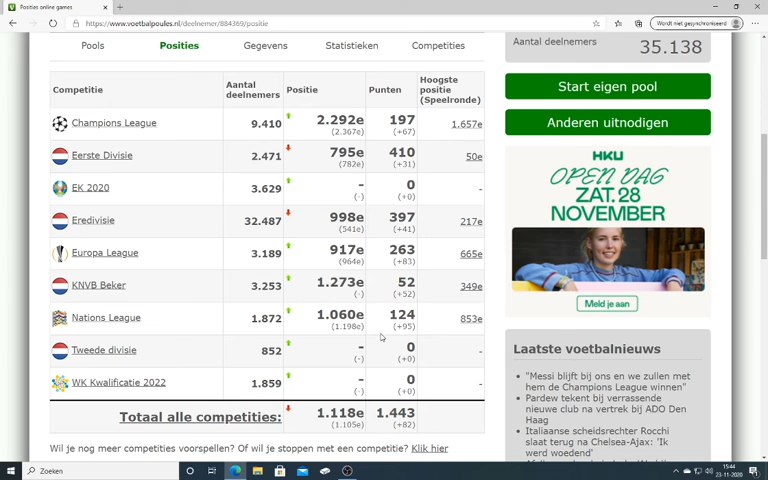 Posities online competities
https://www.voetbalpoules.nl/deelnemer/884369/positie
Wordt niet gesynchroniseerd
Pools
Posities
Gegevens
Statistieken
Competities
Competitie
Aantal deelnemers
Positie
Punten
Hoogste positie (Speelronde)
Champions League 9.410 2.292e 197 1.657e
(2.367e) (+67)
Eerste Divisie 2.471 795e 410 50e
(782e) (+31)
EK 2020 3.629 - 0 -
(-) (+0)
Eredivisie 32.487 998e 397 217e
(541e) (+41)
Europa League 3.189 917e 263 665e
(964e) (+83)
KNVB Beker 3.253 1.273e 52 349e
(-) (+52)
Nations League 1.872 1.060e 124 853e
(1.198e) (+95)
Tweede divisie 852 - 0 -
(-) (+0)
WK Kwalificatie 2022 1.859 - 0 -
(-) (+0)
Totaal alle competities: 1.118e 1.443
(1.105e) (+82)
Wil je nog meer competities voorspellen? Of wil je stoppen met een competitie? Klik hier
Aantal deelnemers 35.138
Start eigen pool
Anderen uitnodigen
HKU
OPEN DAG
ZAT. 28
NOVEMBER
Meld je aan
Laatste voetbalnieuws
"Messi blijft bij ons en we zullen met
hem de Champions League winnen"
Pardew tekent bij verrassende
nieuwe club na vertrek bij ADO Den
Haag
Italiaanse scheidsrechter Rocchi
slaat terug na Chelsea-Ajax: 'Ik
werd woedend'
Zoeken
15:44
23-11-2020